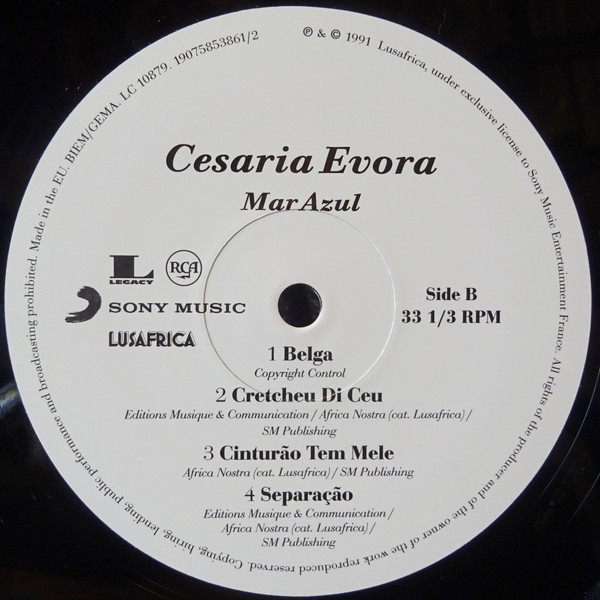 ℗ & © 1991 Lusafrica, under exclusive license to Sony Music Entertainment France. All rights of the producer and of the owner of the work reproduced reserved. Copying, hiring, lending, public performance and broadcasting prohibited. Made in the EU. BIEM/GEMA. LC 10879. 19075853861/2
Cesaria Evora
Mar Azul
L
LEGACY
RCA
SONY MUSIC
LUSAFRICA
Side B
33 1/3 RPM
1 Belga
Copyright Control
2 Cretcheu Di Ceu
Editions Musique & Communication / Africa Nostra (cat. Lusafrica) /
SM Publishing
3 Cinturão Tem Mele
Africa Nostra (cat. Lusafrica) / SM Publishing
4 Separação
Editions Musique & Communication /
Africa Nostra (cat. Lusafrica) /
SM Publishing